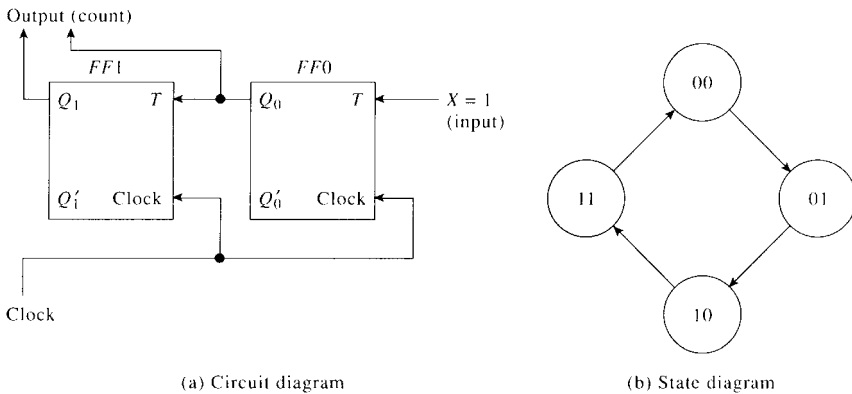 Output (count)
FF1
FF0
Q₁
T
Q₀
T
X = 1
(input)
Q₁′
Clock
Q₀′
Clock
Clock
00
11
01
10
(a) Circuit diagram
(b) State diagram